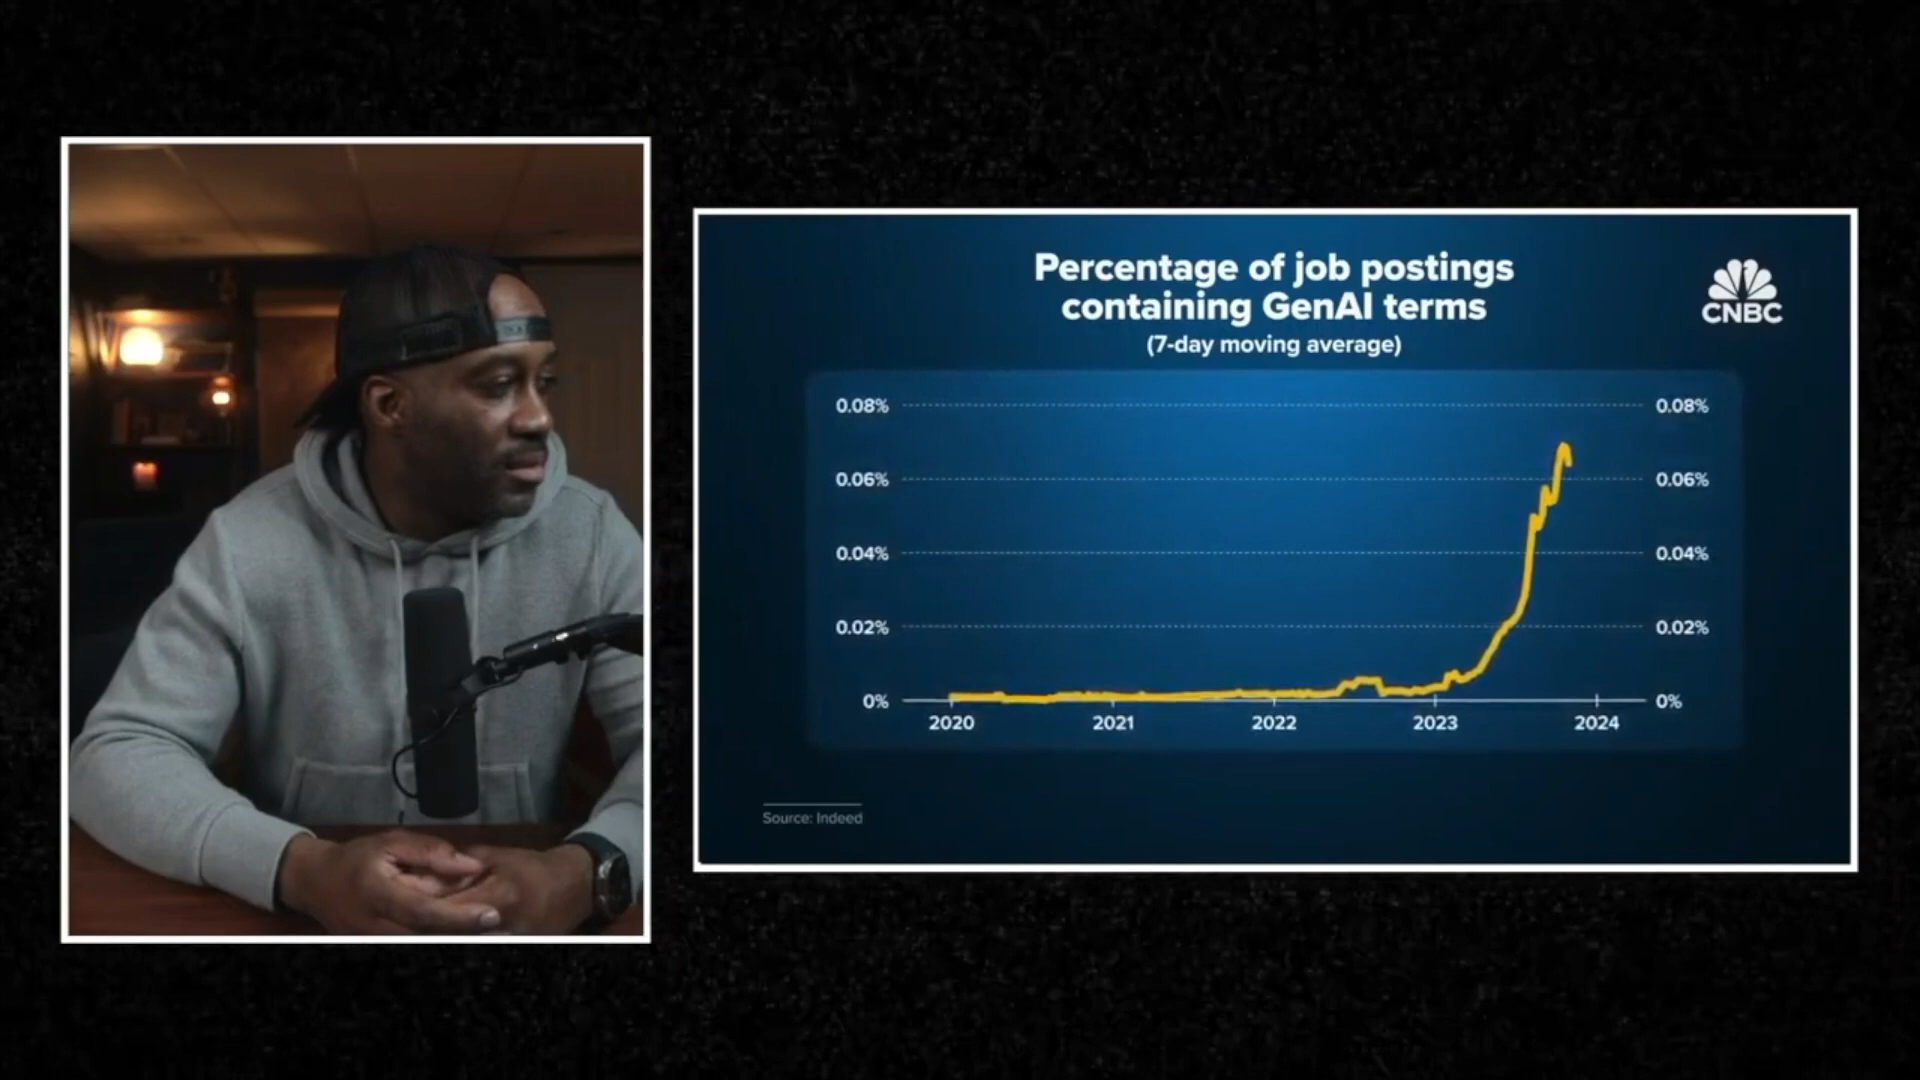 Percentage of job postings
containing GenAI terms
(7-day moving average)
CNBC
0.08% 0.08%
0.06% 0.06%
0.04% 0.04%
0.02% 0.02%
0% 0%
2020 2021 2022 2023 2024
Source: Indeed